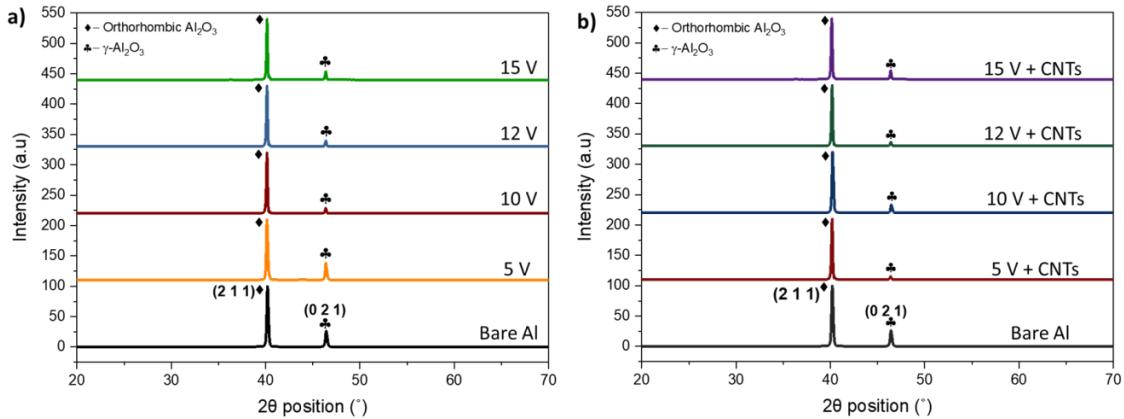 a)
♦– Orthorhombic Al₂O₃
♣– γ-Al₂O₃
550
500
450
400
350
300
250
200
150
100
50
0
Intensity (a.u)
15 V
12 V
10 V
5 V
(2 1 1)
(0 2 1)
Bare Al
20 30 40 50 60 70
2θ position (°)
b)
♦– Orthorhombic Al₂O₃
♣– γ-Al₂O₃
550
500
450
400
350
300
250
200
150
100
50
0
Intensity (a.u)
15 V + CNTs
12 V + CNTs
10 V + CNTs
5 V + CNTs
(2 1 1)
(0 2 1)
Bare Al
20 30 40 50 60 70
2θ position (°)